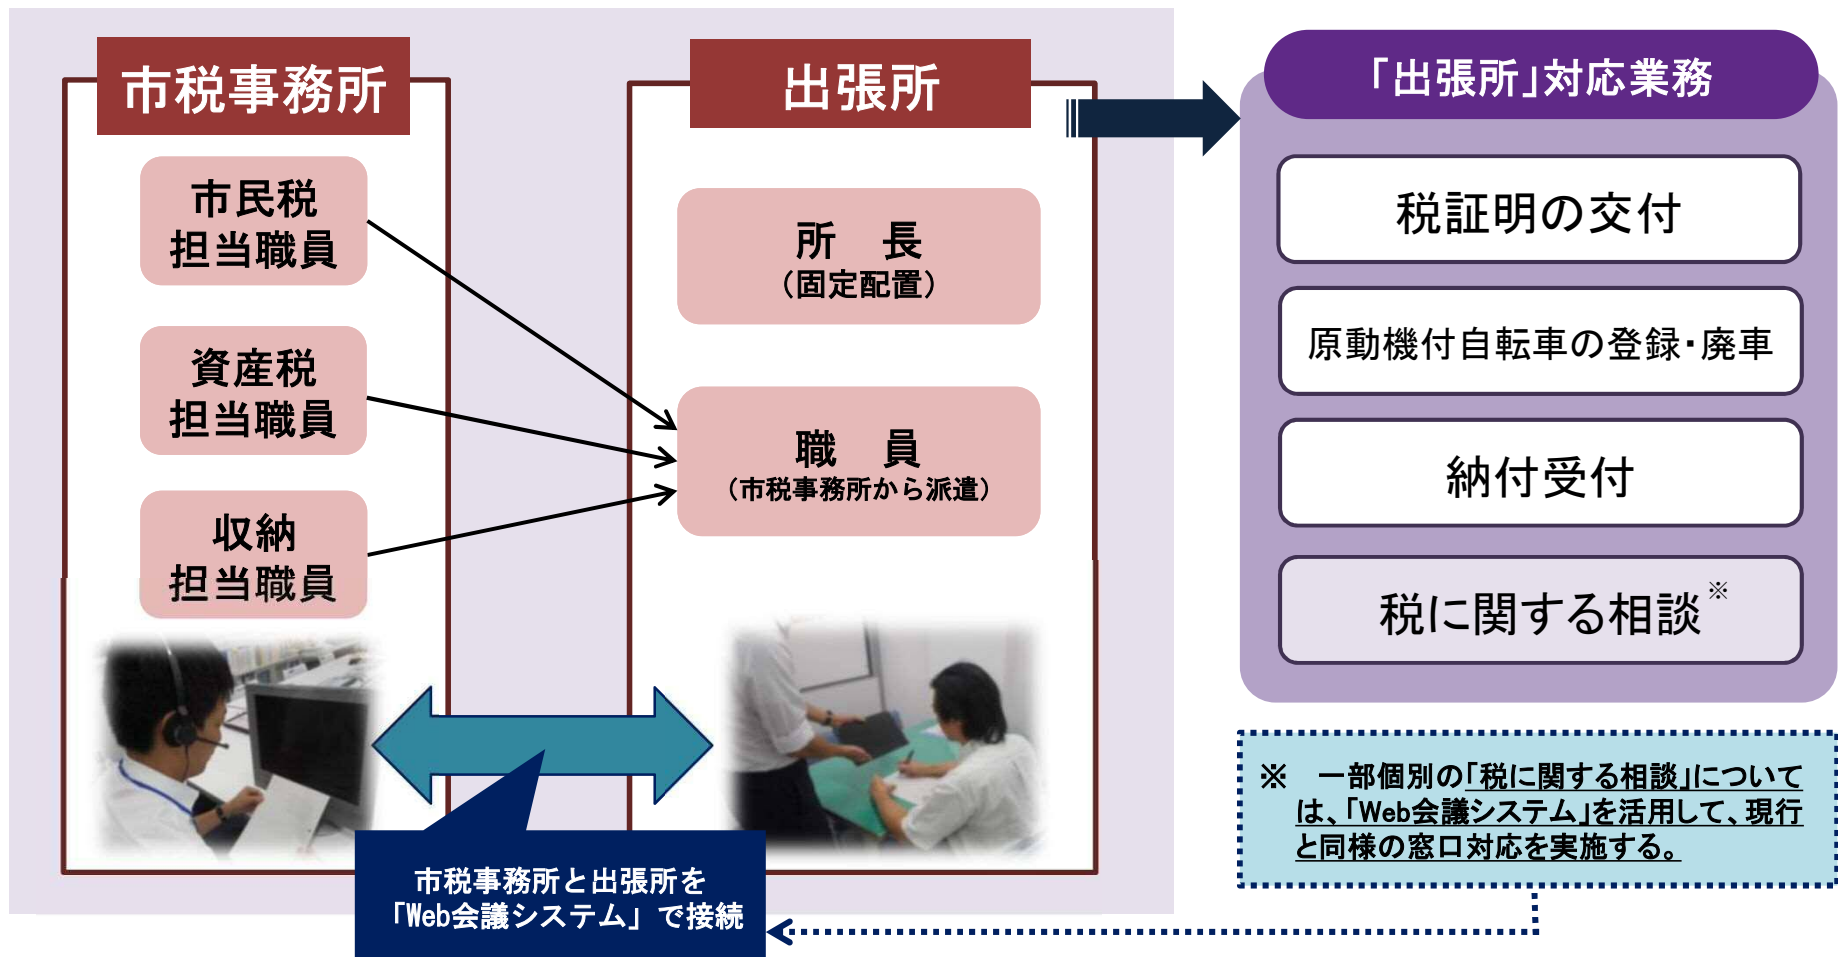 市税事務所
市民税
担当職員
資産税
担当職員
収納
担当職員
出張所
所　長
（固定配置）
職　員
（市税事務所から派遣）
市税事務所と出張所を
「Web会議システム」で接続
「出張所」対応業務
税証明の交付
原動機付自転車の登録・廃車
納付受付
税に関する相談※
※　一部個別の「税に関する相談」について
は、「Web会議システム」を活用して、現行
と同様の窓口対応を実施する。